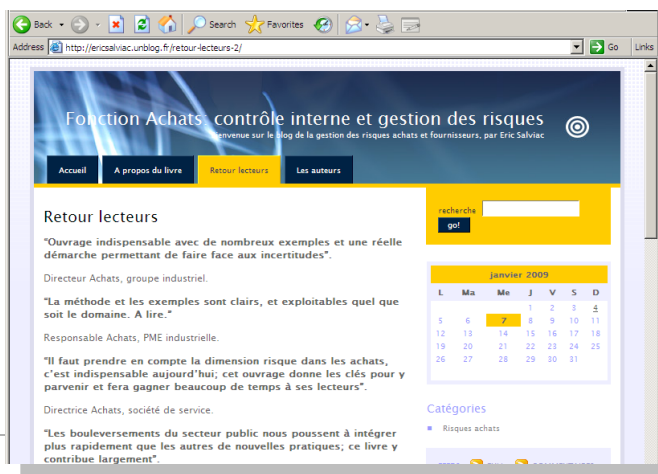 Back Search Favorites
Address http://ericsalviac.unblog.fr/retour-lecteurs-2/ Go Links
Fonction Achats: contrôle interne et gestion des risques
Bienvenue sur le blog de la gestion des risques achats et fournisseurs, par Eric Salviac
Accueil A propos du livre Retour lecteurs Les auteurs
Retour lecteurs
"Ouvrage indispensable avec de nombreux exemples et une réelle
démarche permettant de faire face aux incertitudes".
Directeur Achats, groupe industriel.
"La méthode et les exemples sont clairs, et exploitables quel que
soit le domaine. A lire."
Responsable Achats, PME industrielle.
"Il faut prendre en compte la dimension risque dans les achats,
c'est indispensable aujourd'hui; cet ouvrage donne les clés pour y
parvenir et fera gagner beaucoup de temps à ses lecteurs".
Directrice Achats, société de service.
"Les bouleversements du secteur public nous poussent à intégrer
plus rapidement que les autres de nouvelles pratiques; ce livre y
contribue largement".
recherche
go!
janvier 2009
L Ma Me J V S D
1 2 3 4
5 6 7 8 9 10 11
12 13 14 15 16 17 18
19 20 21 22 23 24 25
26 27 28 29 30 31
Catégories
Risques achats